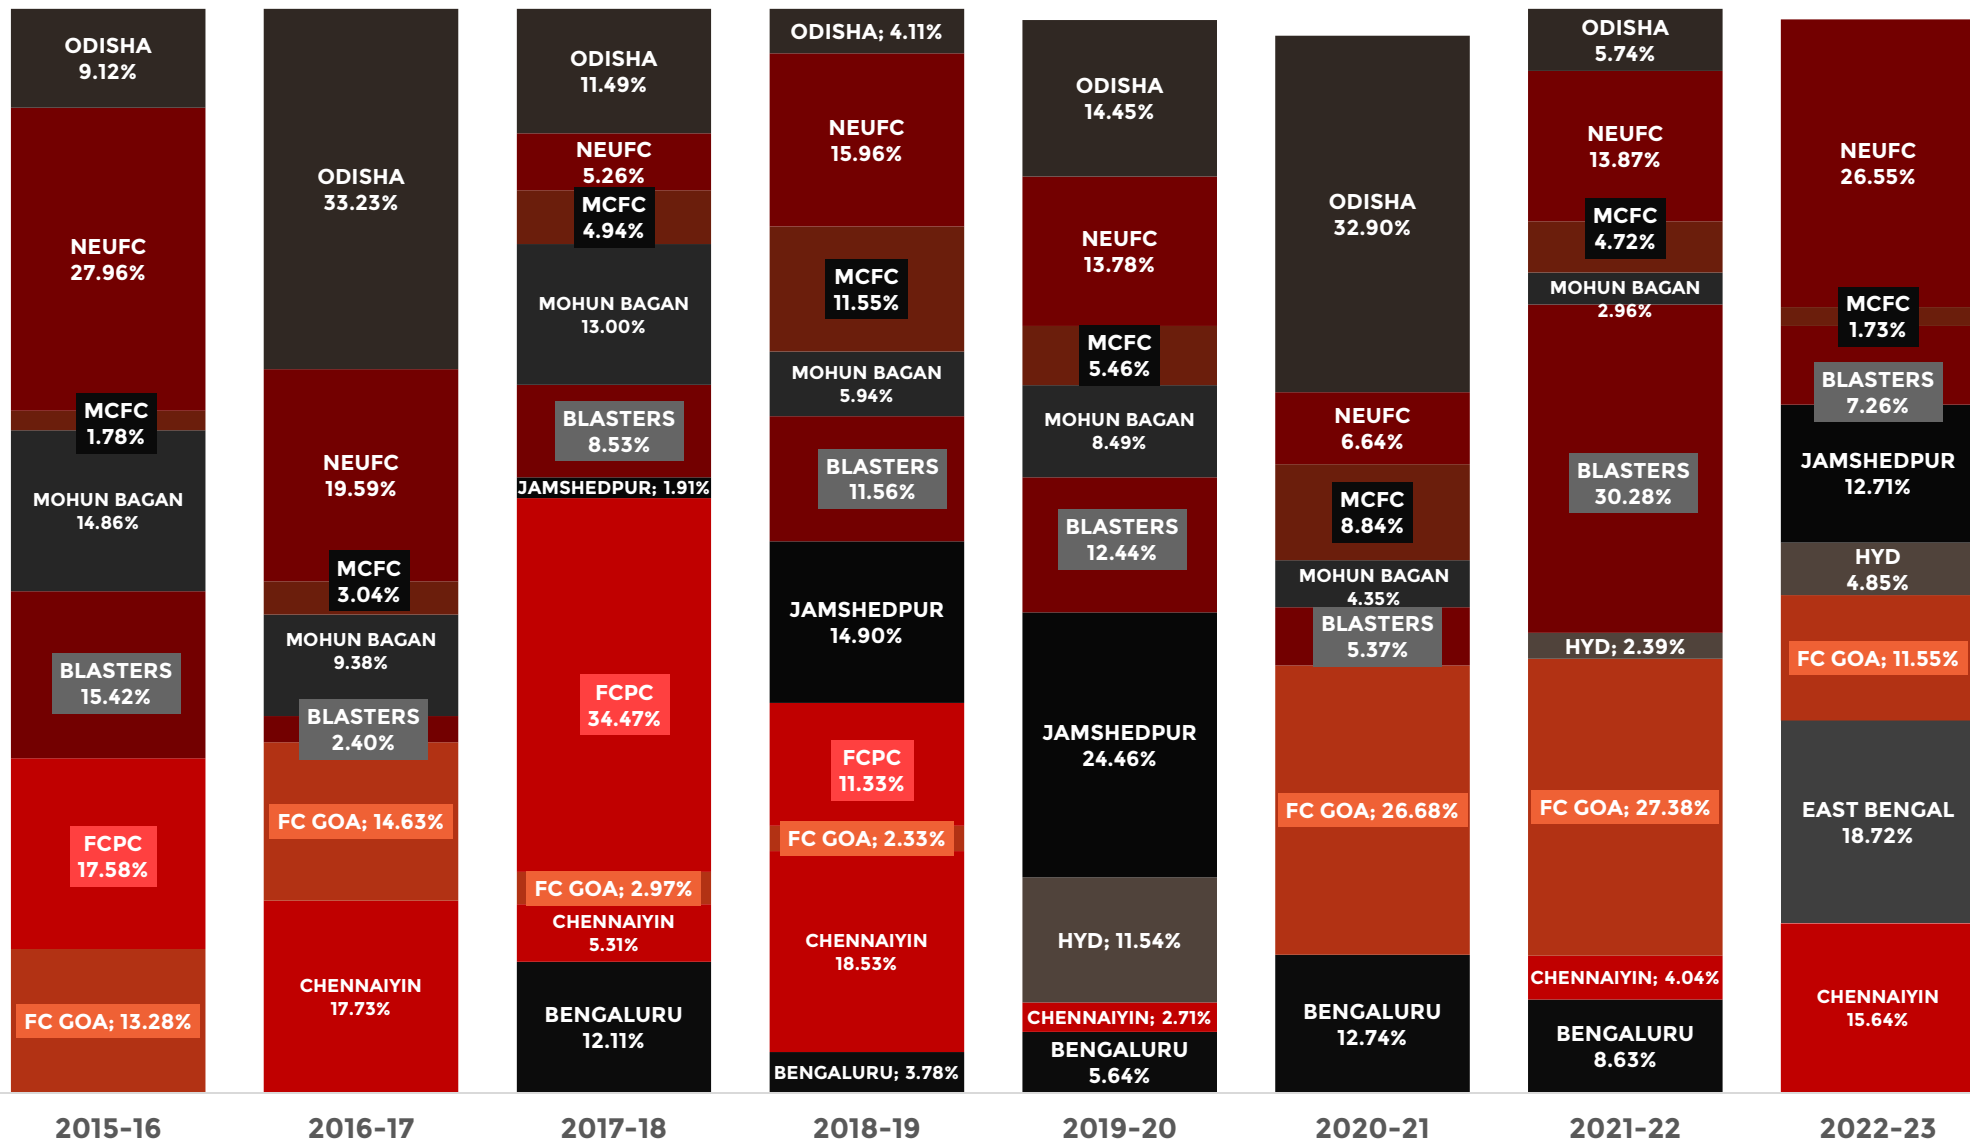 ODISHA
9.12%
NEUFC
27.96%
MCFC
1.78%
MOHUN BAGAN
14.86%
BLASTERS
15.42%
FCPC
17.58%
FC GOA; 13.28%
2015-16
ODISHA
33.23%
NEUFC
19.59%
MCFC
3.04%
MOHUN BAGAN
9.38%
BLASTERS
2.40%
FC GOA; 14.63%
CHENNAIYIN
17.73%
2016-17
ODISHA
11.49%
NEUFC
5.26%
MCFC
4.94%
MOHUN BAGAN
13.00%
BLASTERS
8.53%
JAMSHEDPUR; 1.91%
FCPC
34.47%
FC GOA; 2.97%
CHENNAIYIN
5.31%
BENGALURU
12.11%
2017-18
ODISHA; 4.11%
NEUFC
15.96%
MCFC
11.55%
MOHUN BAGAN
5.94%
BLASTERS
11.56%
JAMSHEDPUR
14.90%
FCPC
11.33%
FC GOA; 2.33%
CHENNAIYIN
18.53%
BENGALURU; 3.78%
2018-19
ODISHA
14.45%
NEUFC
13.78%
MCFC
5.46%
MOHUN BAGAN
8.49%
BLASTERS
12.44%
JAMSHEDPUR
24.46%
HYD; 11.54%
CHENNAIYIN; 2.71%
BENGALURU
5.64%
2019-20
ODISHA
32.90%
NEUFC
6.64%
MCFC
8.84%
MOHUN BAGAN
4.35%
BLASTERS
5.37%
FC GOA; 26.68%
BENGALURU
12.74%
2020-21
ODISHA
5.74%
NEUFC
13.87%
MCFC
4.72%
MOHUN BAGAN
2.96%
BLASTERS
30.28%
HYD; 2.39%
FC GOA; 27.38%
CHENNAIYIN; 4.04%
BENGALURU
8.63%
2021-22
NEUFC
26.55%
MCFC
1.73%
BLASTERS
7.26%
JAMSHEDPUR
12.71%
HYD
4.85%
FC GOA; 11.55%
EAST BENGAL
18.72%
CHENNAIYIN
15.64%
2022-23